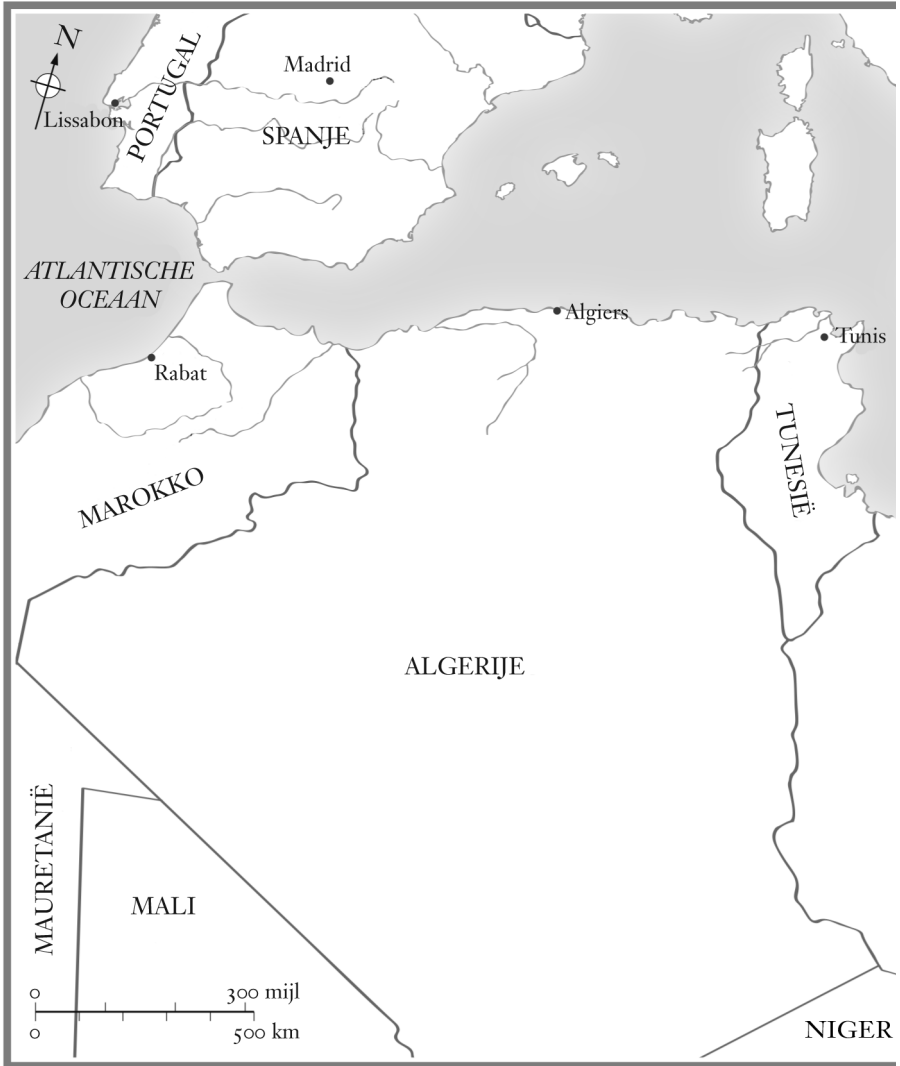 N
Madrid
Lissabon
PORTUGAL
SPANJE
ATLANTISCHE
OCEAAN
Algiers
Tunis
Rabat
TUNESIË
MAROKKO
ALGERIJE
MAURETANIË
MALI
0 300 mijl
0 500 km
NIGER